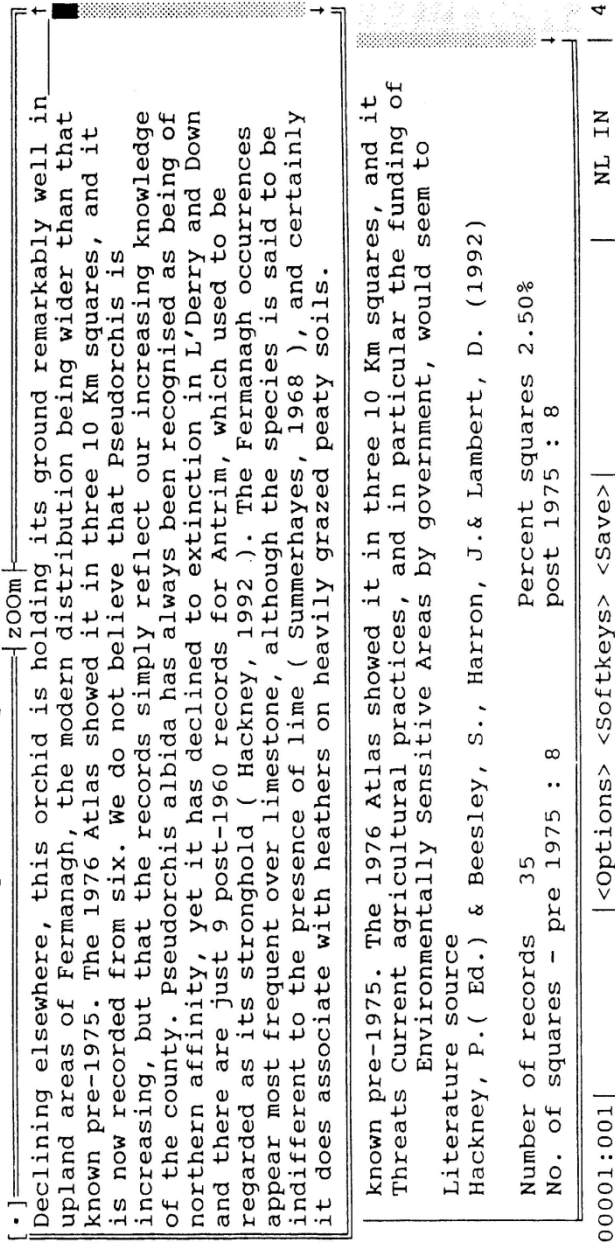 [▪] zOOm
Declining elsewhere, this orchid is holding its ground remarkably well in
upland areas of Fermanagh, the modern distribution being wider than that
known pre-1975. The 1976 Atlas showed it in three 10 Km squares, and it
is now recorded from six. We do not believe that Pseudorchis is
increasing, but that the records simply reflect our increasing knowledge
of the county. Pseudorchis albida has always been recognised as being of
northern affinity, yet it has declined to extinction in L'Derry and Down
and there are just 9 post-1960 records for Antrim, which used to be
regarded as its stronghold ( Hackney, 1992 ). The Fermanagh occurrences
appear most frequent over limestone, although the species is said to be
indifferent to the presence of lime ( Summerhayes, 1968 ), and certainly
it does associate with heathers on heavily grazed peaty soils.
known pre-1975. The 1976 Atlas showed it in three 10 Km squares, and it
Threats Current agricultural practices, and in particular the funding of
Environmentally Sensitive Areas by government, would seem to
Literature source
Hackney, P.( Ed.) & Beesley, S., Harron, J.& Lambert, D. (1992)
Number of records 35 Percent squares 2.50%
No. of squares - pre 1975 : 8 post 1975 : 8
00001:001| |<Options> <Softkeys> <Save>| | NL IN | 4